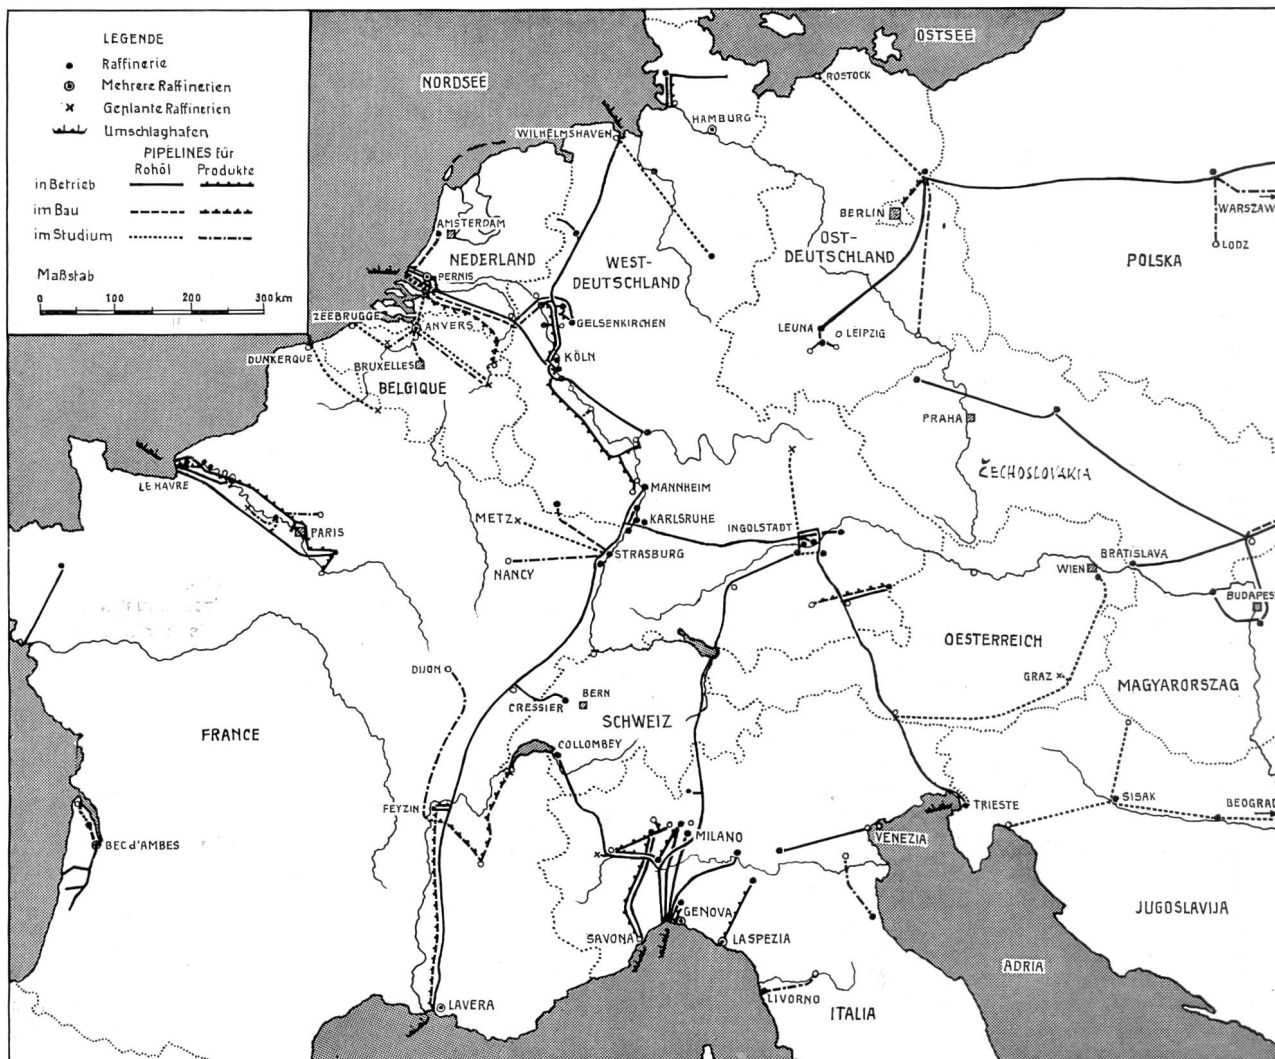 LEGENDE
Raffinerie
Mehrere Raffinerien
Geplante Raffinerien
Umschlaghafen
PIPELINES für
Rohöl Produkte
in Betrieb
im Bau
im Studium
Maßstab
0 100 200 300 km
NORDSEE
OSTSEE
ROSTOCK
HAMBURG
WILHELMSHAVEN
WARSZAW
LODZ
BERLIN
AMSTERDAM
NEDERLAND
PERNIS
WEST-
DEUTSCHLAND
OST-
DEUTSCHLAND
POLSKA
ZEEBRUGGE
ANVERS
GELSENKIRCHEN
LEUNA
LEIPZIG
DUNKERQUE
BRUXELLES
BELGIQUE
KÖLN
PRAHA
ČECHOSLOVAKIA
LE HAVRE
PARIS
METZ
MANNHEIM
KARLSRUHE
INGOLSTADT
STRASBURG
NANCY
BRATISLAVA
WIEN
BUDAPES
OESTERREICH
GRAZ
MAGYARORSZAG
DIJON
CRESSIER
BERN
SCHWEIZ
FRANCE
COLLOMBEY
FEYZIN
TRIESTE
SISAK
BEOGRAD
MILANO
VENEZIA
BEC d'AMBES
GENOVA
SAVONA
LA SPEZIA
JUGOSLAVIJA
ADRIA
LAVERA
LIVORNO
ITALIA